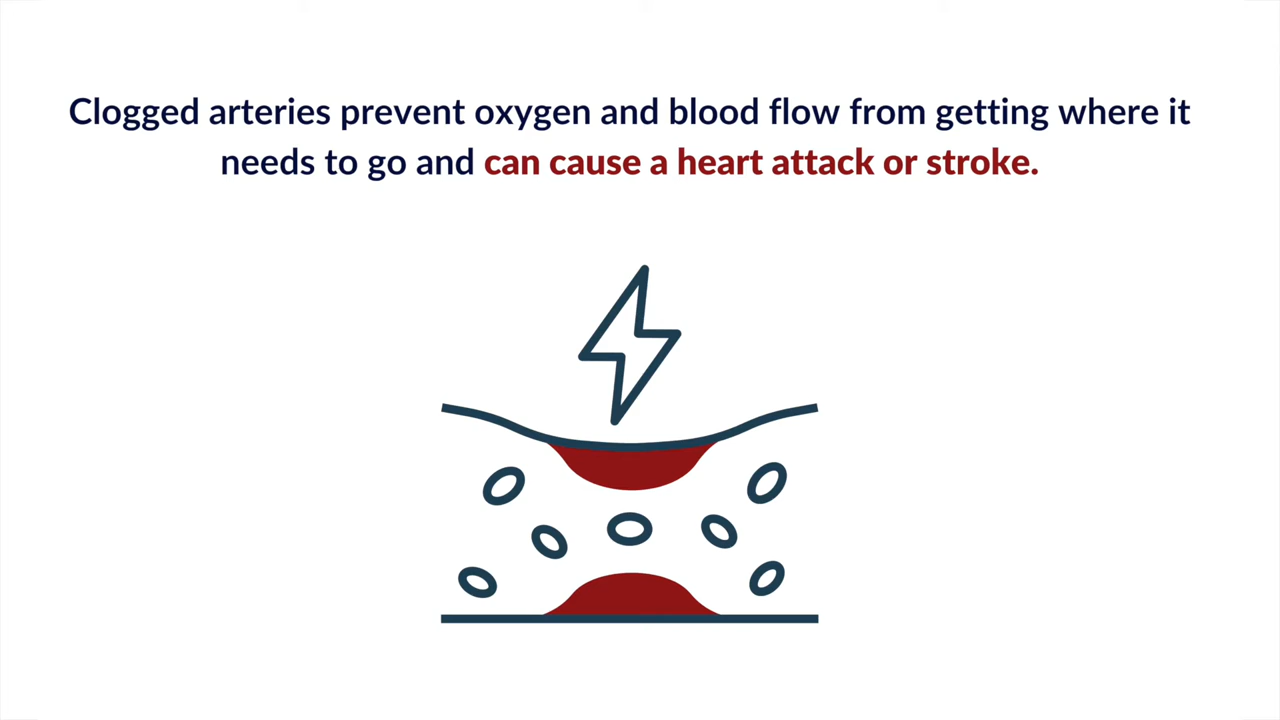 Clogged arteries prevent oxygen and blood flow from getting where it
needs to go and can cause a heart attack or stroke.